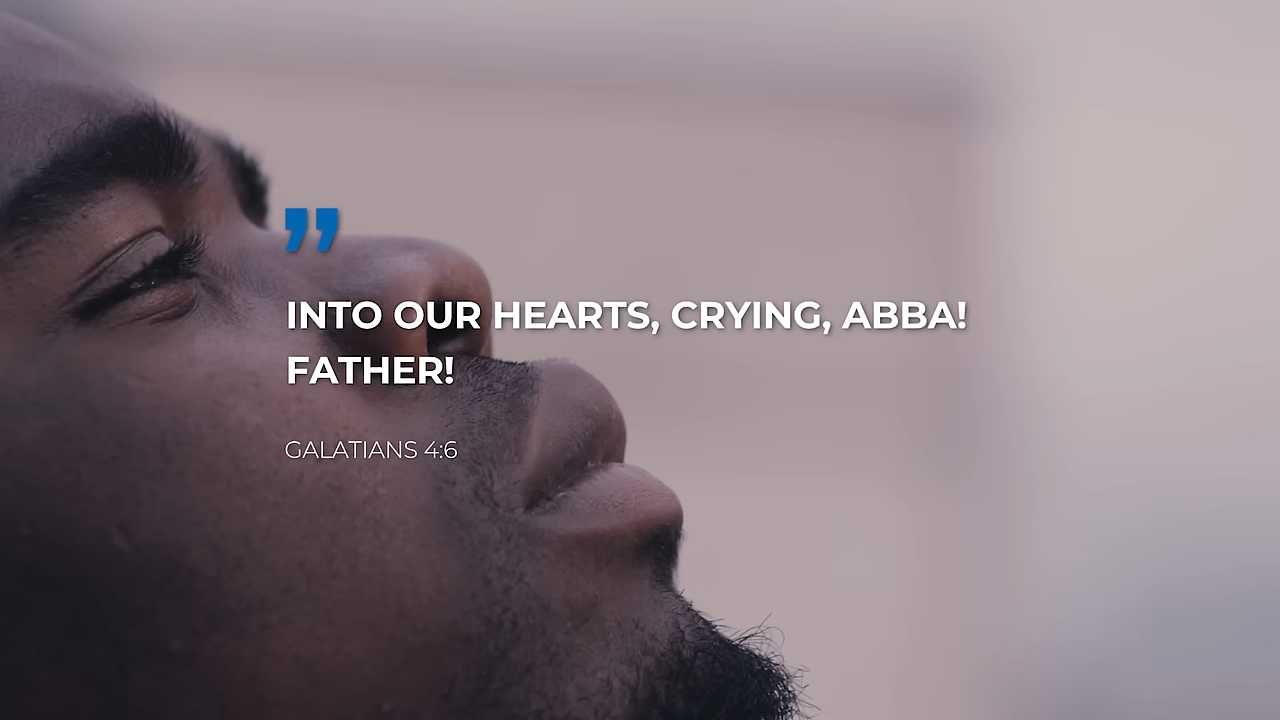 ”
INTO OUR HEARTS, CRYING, ABBA!
FATHER!
GALATIANS 4:6